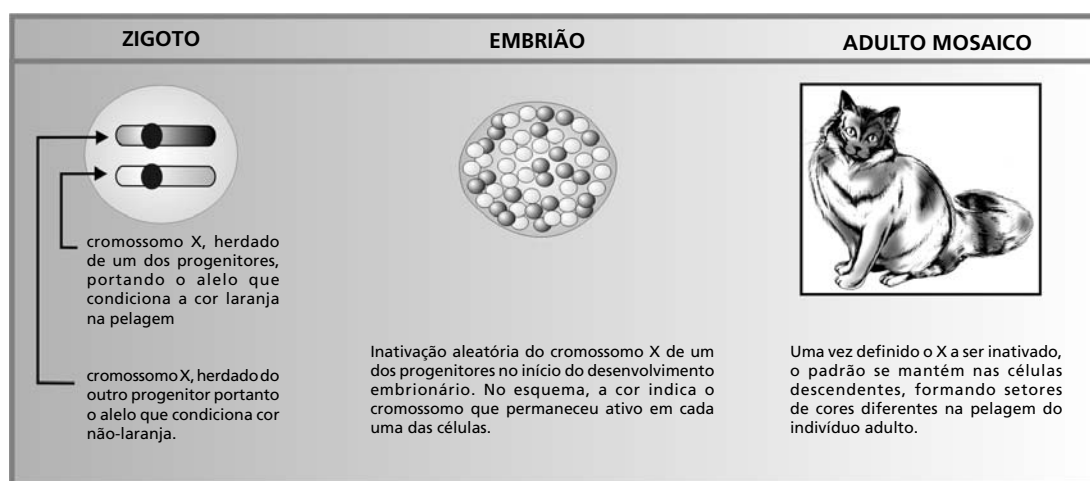 ZIGOTO
EMBRIÃO
ADULTO MOSAICO
cromossomo X, herdado
de um dos progenitores,
portando o alelo que
condiciona a cor laranja
na pelagem
cromossomo X, herdado do
outro progenitor portanto
o alelo que condiciona cor
não-laranja.
Inativação aleatória do cromossomo X de um
dos progenitores no início do desenvolvimento
embrionário. No esquema, a cor indica o
cromossomo que permaneceu ativo em cada
uma das células.
Uma vez definido o X a ser inativado,
o padrão se mantém nas células
descendentes, formando setores
de cores diferentes na pelagem do
indivíduo adulto.